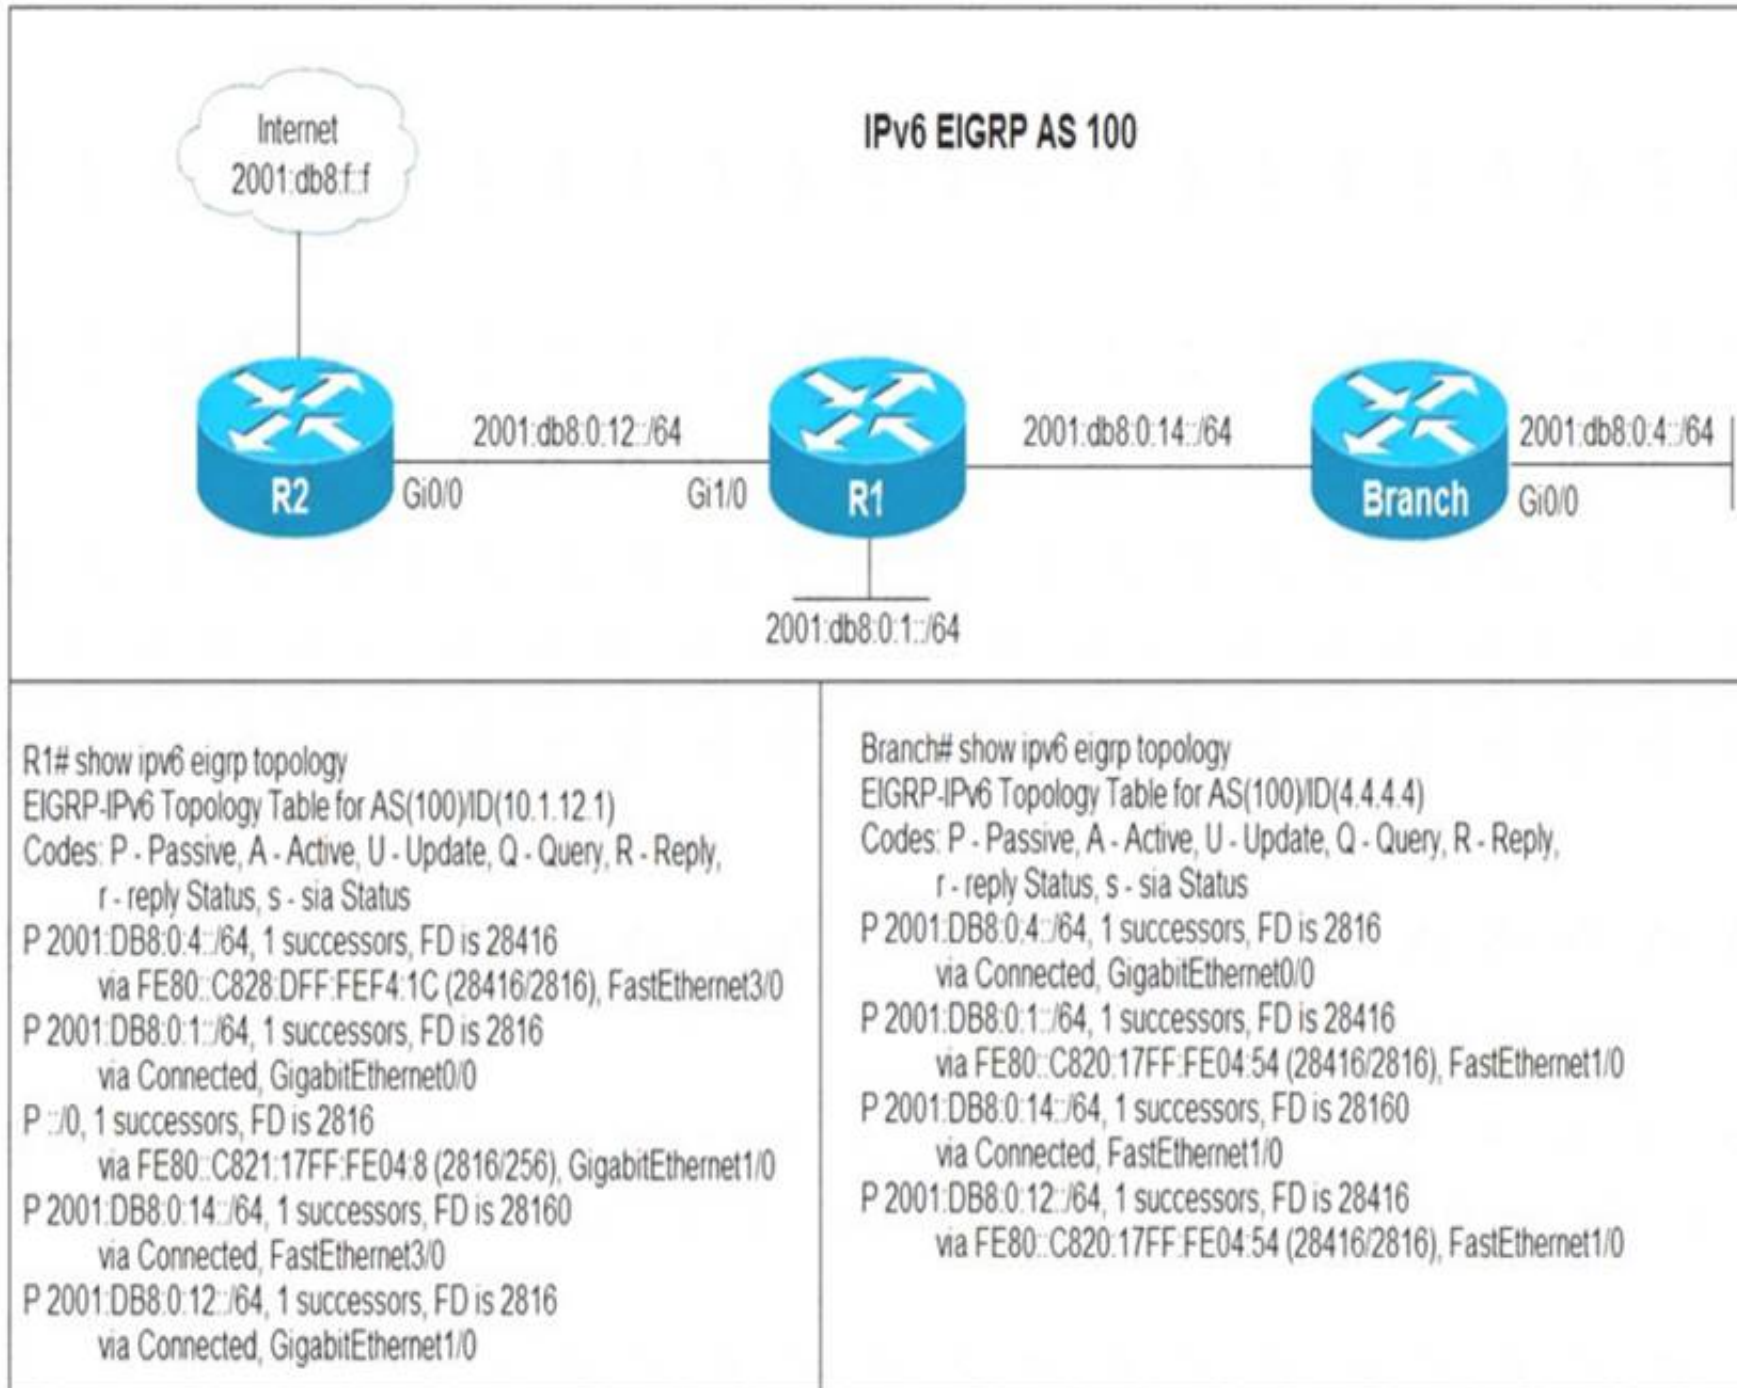 Internet
2001:db8:f::f
IPv6 EIGRP AS 100
2001:db8:0:12::/64
2001:db8:0:14::/64
2001:db8:0:4::/64
R2
Gi0/0
Gi1/0
R1
Branch
Gi0/0
2001:db8:0:1::/64
R1# show ipv6 eigrp topology
EIGRP-IPv6 Topology Table for AS(100)/ID(10.1.12.1)
Codes: P - Passive, A - Active, U - Update, Q - Query, R - Reply,
r - reply Status, s - sia Status
P 2001:DB8:0:4::/64, 1 successors, FD is 28416
via FE80::C828:DFF:FEF4:1C (28416/2816), FastEthernet3/0
P 2001:DB8:0:1::/64, 1 successors, FD is 2816
via Connected, GigabitEthernet0/0
P ::/0, 1 successors, FD is 2816
via FE80::C821:17FF:FE04:8 (2816/256), GigabitEthernet1/0
P 2001:DB8:0:14::/64, 1 successors, FD is 28160
via Connected, FastEthernet3/0
P 2001:DB8:0:12::/64, 1 successors, FD is 2816
via Connected, GigabitEthernet1/0
Branch# show ipv6 eigrp topology
EIGRP-IPv6 Topology Table for AS(100)/ID(4.4.4.4)
Codes: P - Passive, A - Active, U - Update, Q - Query, R - Reply,
r - reply Status, s - sia Status
P 2001:DB8:0:4::/64, 1 successors, FD is 2816
via Connected, GigabitEthernet0/0
P 2001:DB8:0:1::/64, 1 successors, FD is 28416
via FE80::C820:17FF:FE04:54 (28416/2816), FastEthernet1/0
P 2001:DB8:0:14::/64, 1 successors, FD is 28160
via Connected, FastEthernet1/0
P 2001:DB8:0:12::/64, 1 successors, FD is 28416
via FE80::C820:17FF:FE04:54 (28416/2816), FastEthernet1/0